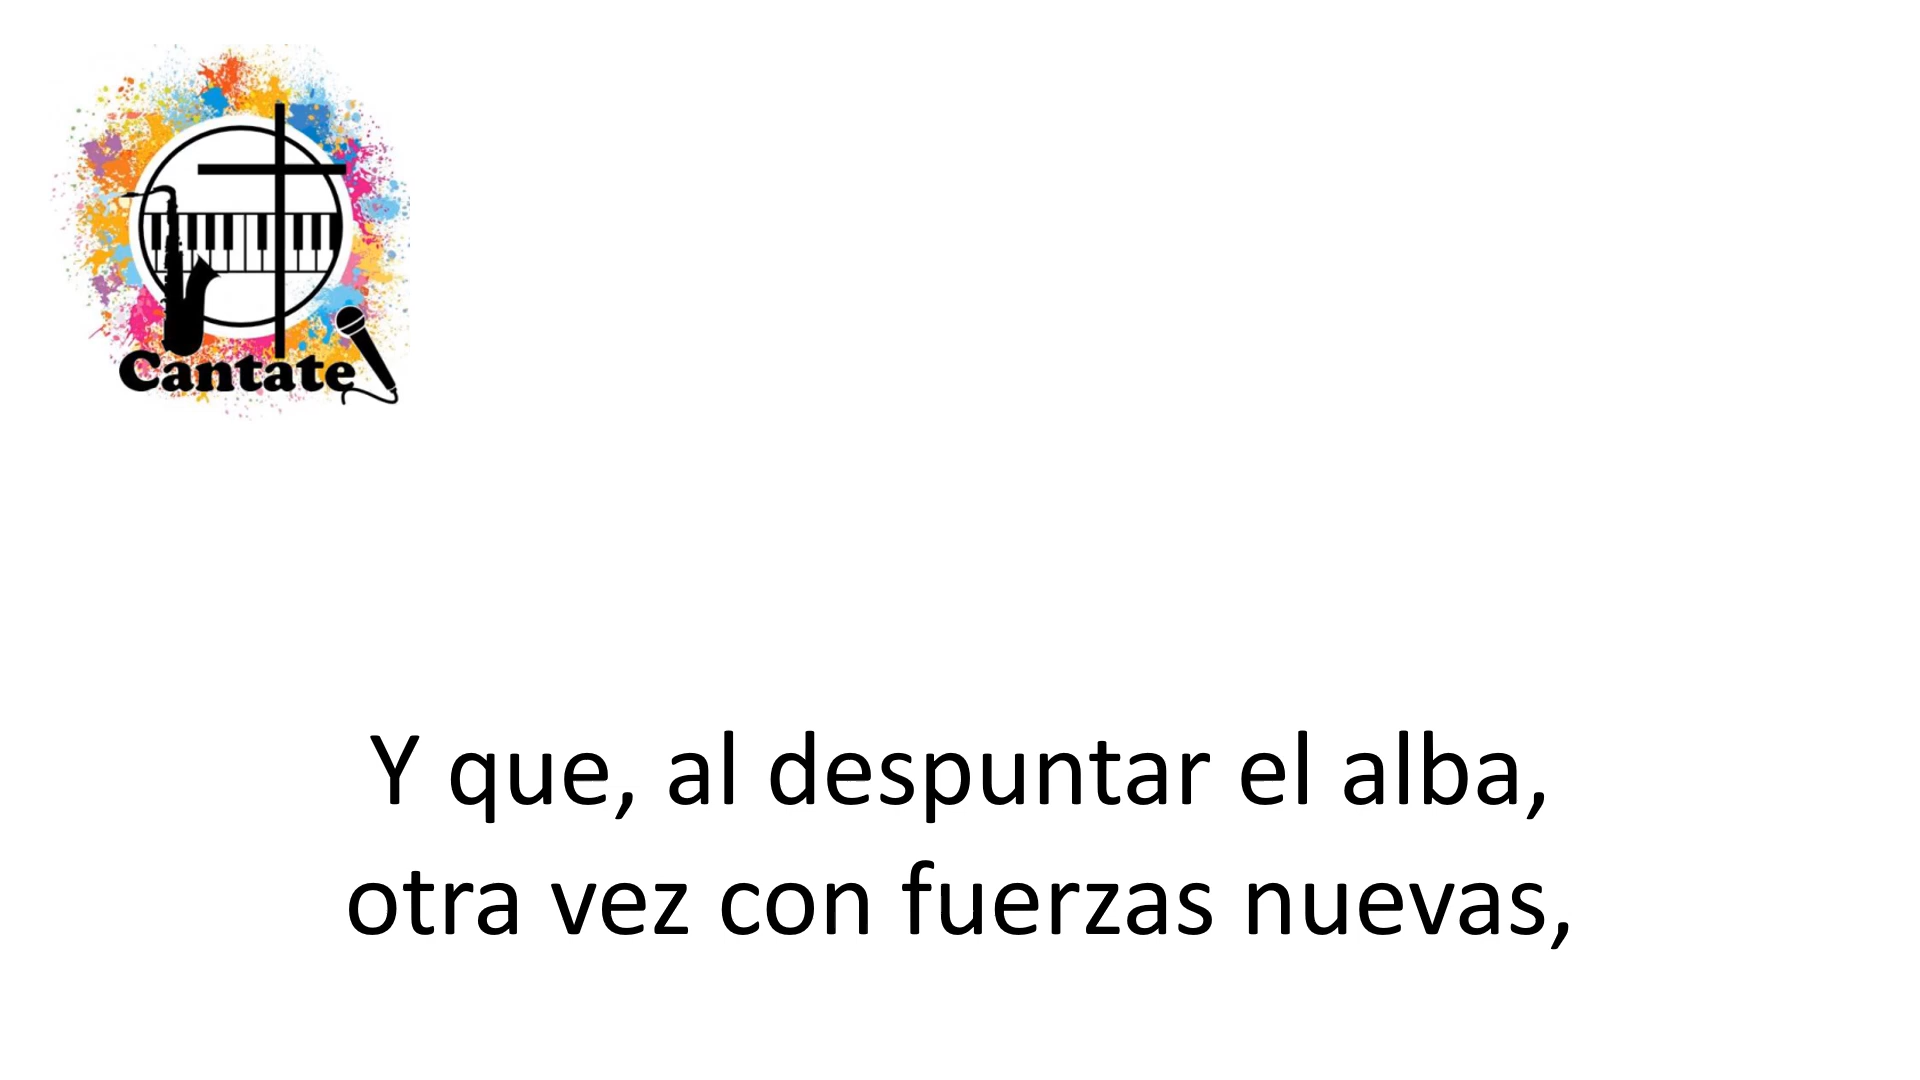 Cantate
Y que, al despuntar el alba,
otra vez con fuerzas nuevas,